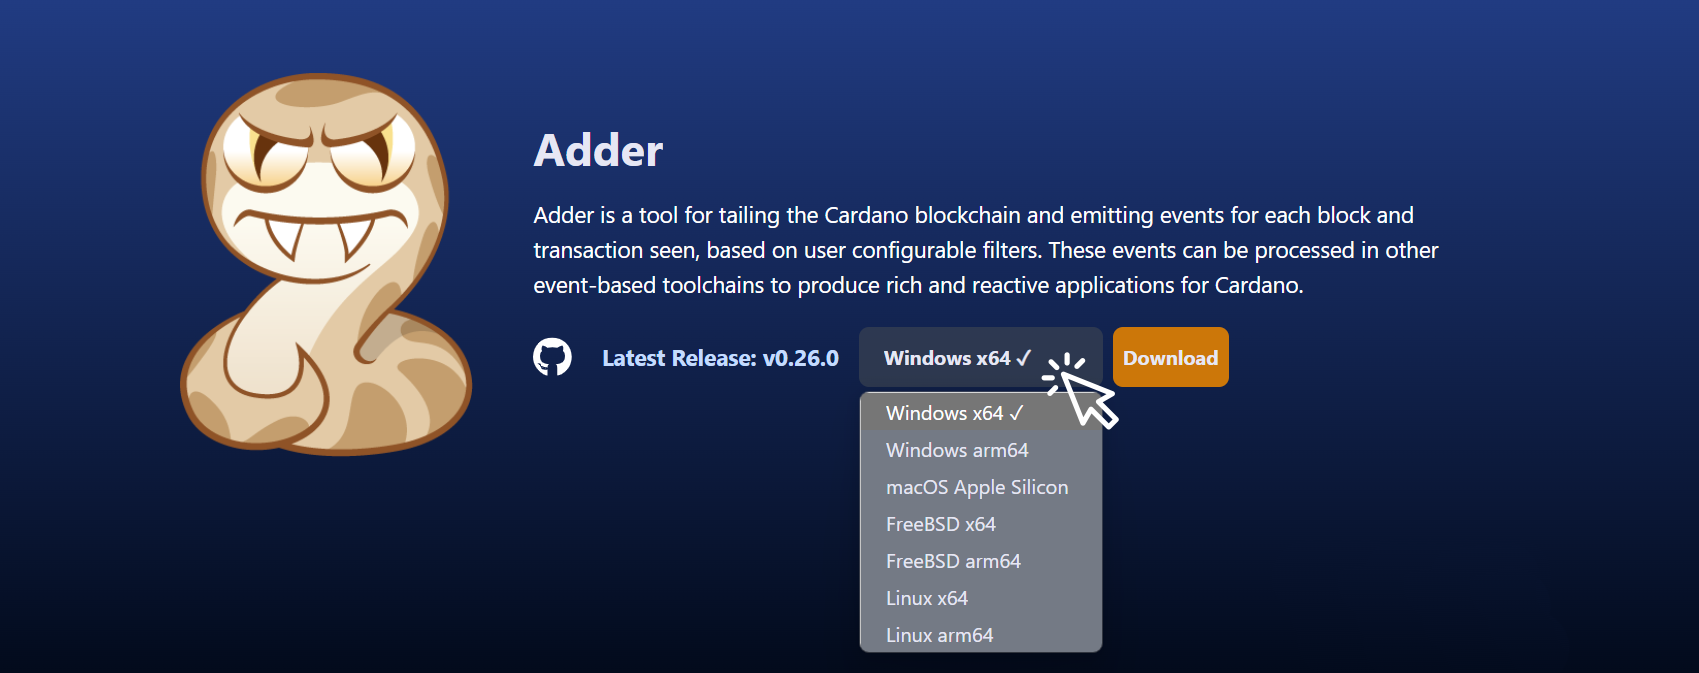 Adder
Adder is a tool for tailing the Cardano blockchain and emitting events for each block and
transaction seen, based on user configurable filters. These events can be processed in other
event-based toolchains to produce rich and reactive applications for Cardano.
Latest Release: v0.26.0 Windows x64 ✓ Download
Windows x64 ✓
Windows arm64
macOS Apple Silicon
FreeBSD x64
FreeBSD arm64
Linux x64
Linux arm64